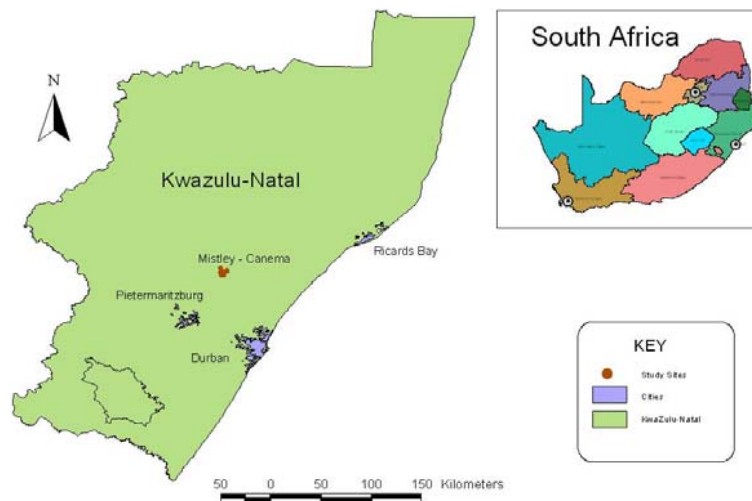 N
Kwazulu-Natal
Mistley - Canema
Ricards Bay
Pietermaritzburg
Durban
50 0 50 100 150 Kilometers
South Africa
KEY
Study Sites
Cities
KwaZulu-Natal